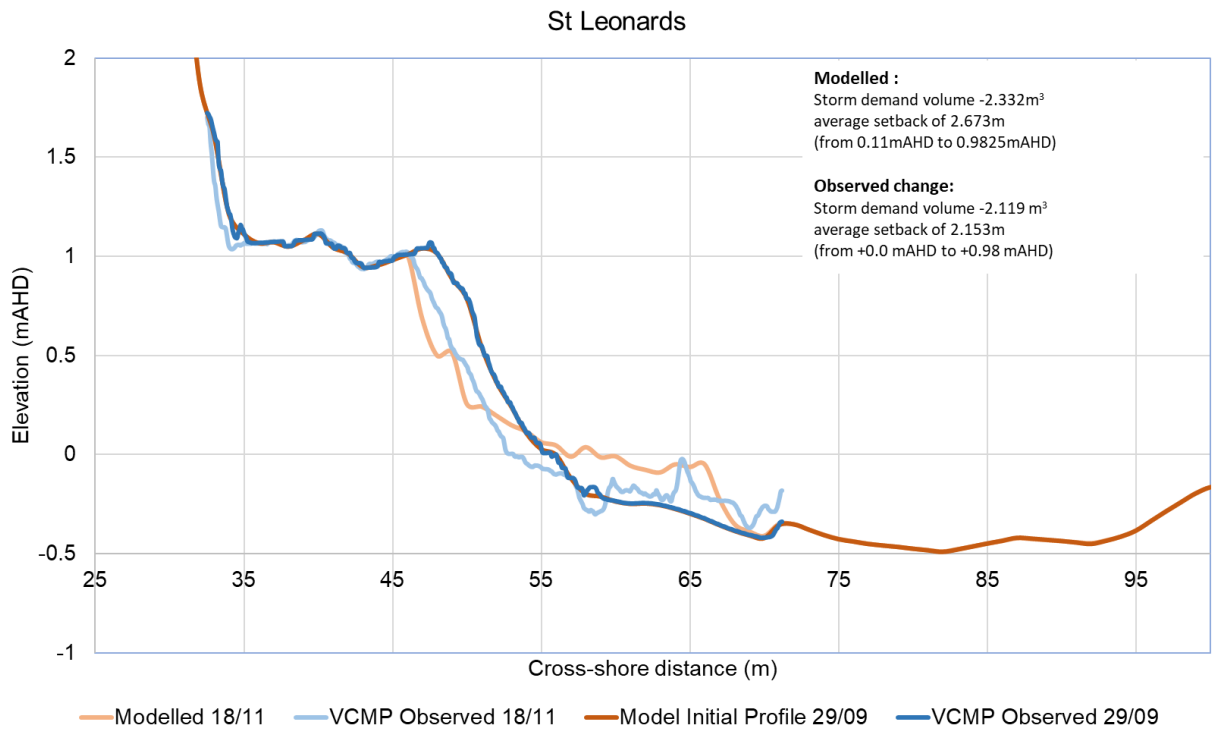 St Leonards
Modelled :
Storm demand volume -2.332m³
average setback of 2.673m
(from 0.11mAHD to 0.9825mAHD)
Observed change:
Storm demand volume -2.119 m³
average setback of 2.153m
(from +0.0 mAHD to +0.98 mAHD)
Elevation (mAHD)
2
1.5
1
0.5
0
-0.5
-1
25 35 45 55 65 75 85 95
Cross-shore distance (m)
Modelled 18/11 VCMP Observed 18/11 Model Initial Profile 29/09 VCMP Observed 29/09